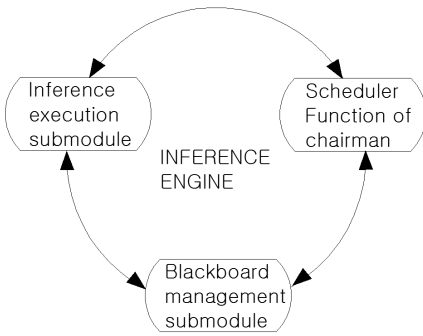 Inference
execution
submodule
Scheduler
Function of
chairman
INFERENCE
ENGINE
Blackboard
management
submodule